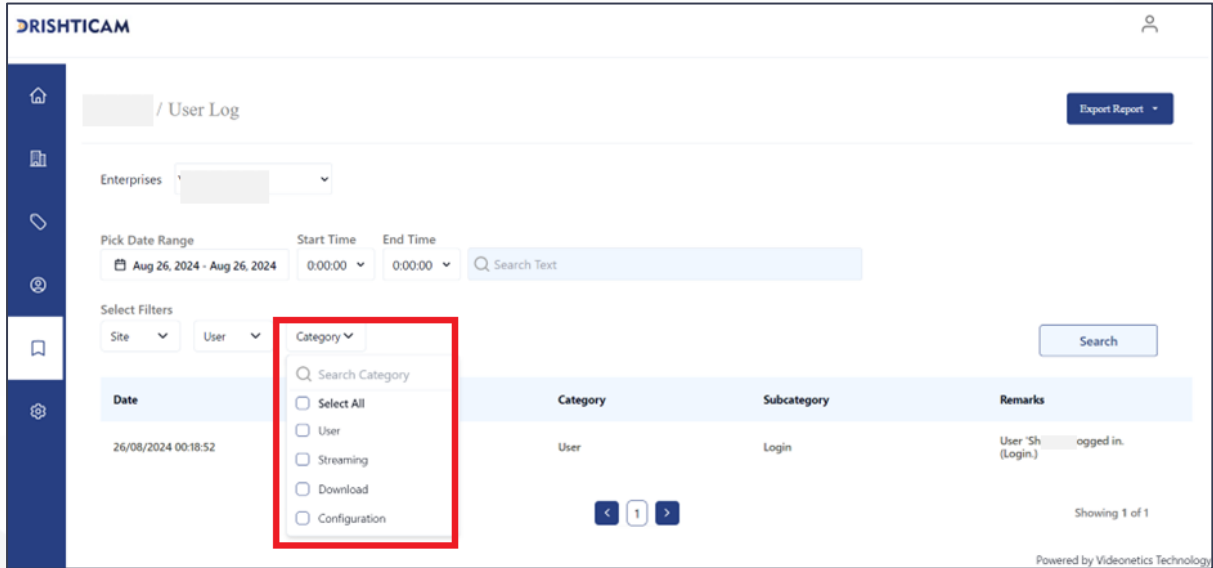 DRISHTICAM
/ User Log
Export Report
Enterprises
Pick Date Range Start Time End Time
Aug 26, 2024 - Aug 26, 2024 0:00:00 0:00:00 Search Text
Select Filters
Site User Category
Search
Search Category
Date Category Subcategory Remarks
Select All
User
26/08/2024 00:18:52 User Login User 'Sh ogged in.
(Login.)
Streaming
Download
Configuration
1
Showing 1 of 1
Powered by Videonetics Technology